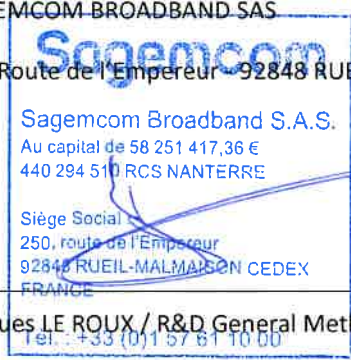 EMCOM BROADBAND SAS
Sagemcom
Route de l'Empereur - 92848 RUE
Sagemcom Broadband S.A.S.
Au capital de 58 251 417,36 €
440 294 510 RCS NANTERRE
Siège Social
250, route de l'Empereur
92848 RUEIL-MALMAISON CEDEX
FRANCE
ues LE ROUX / R&D General Met
Tél. : +33 (0)1 57 61 10 00